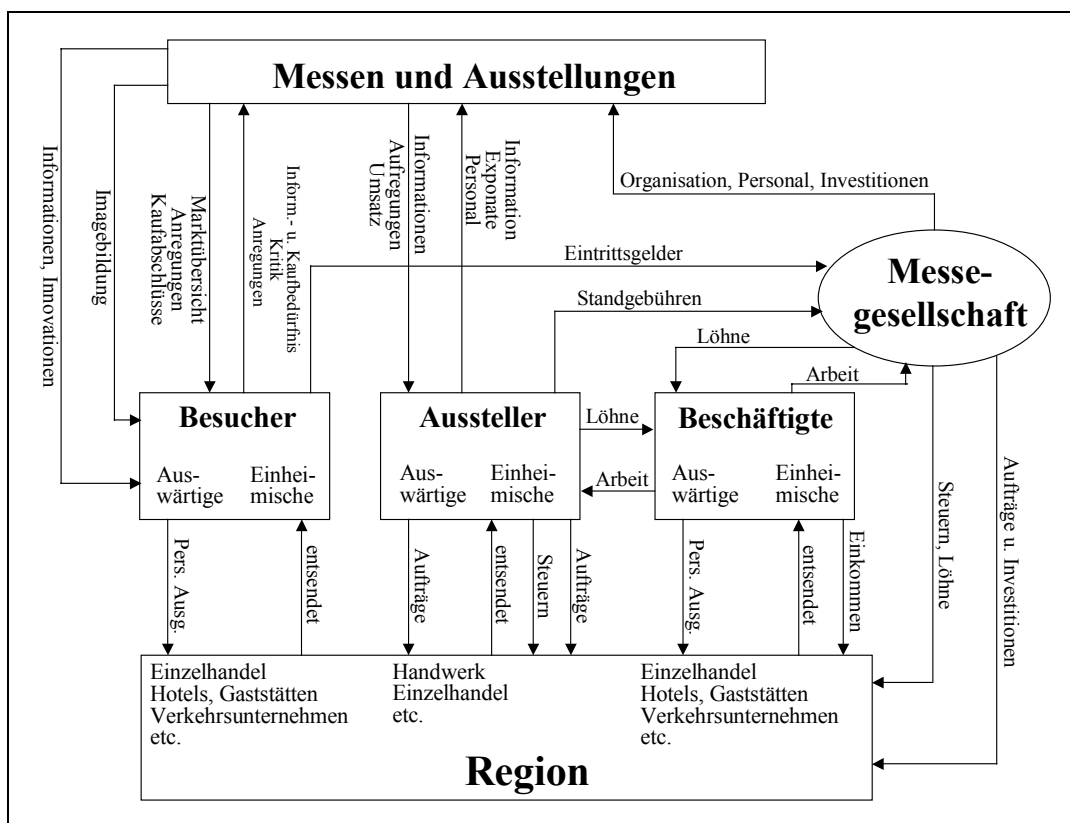 Messen und Ausstellungen
Informationen, Innovationen
Imagebildung
Marktübersicht
Anregungen
Kaufabschlüsse
Inform.- u. Kaufbedürfnis
Kritik
Anregungen
Informationen
Aufregungen
Umsatz
Information
Exponate
Personal
Organisation, Personal, Investitionen
Eintrittsgelder
Standgebühren
Messe-
gesellschaft
Löhne
Arbeit
Besucher
Aus-
wärtige
Einhei-
mische
Aussteller
Aus-
wärtige
Einhei-
mische
Löhne
Arbeit
Beschäftigte
Aus-
wärtige
Einhei-
mische
Pers. Ausg.
entsendet
Aufträge
entsendet
Steuern
Aufträge
Pers. Ausg.
entsendet
Einkommen
Steuern, Löhne
Aufträge u. Investitionen
Einzelhandel
Hotels, Gaststätten
Verkehrsunternehmen
etc.
Handwerk
Einzelhandel
etc.
Einzelhandel
Hotels, Gaststätten
Verkehrsunternehmen
etc.
Region